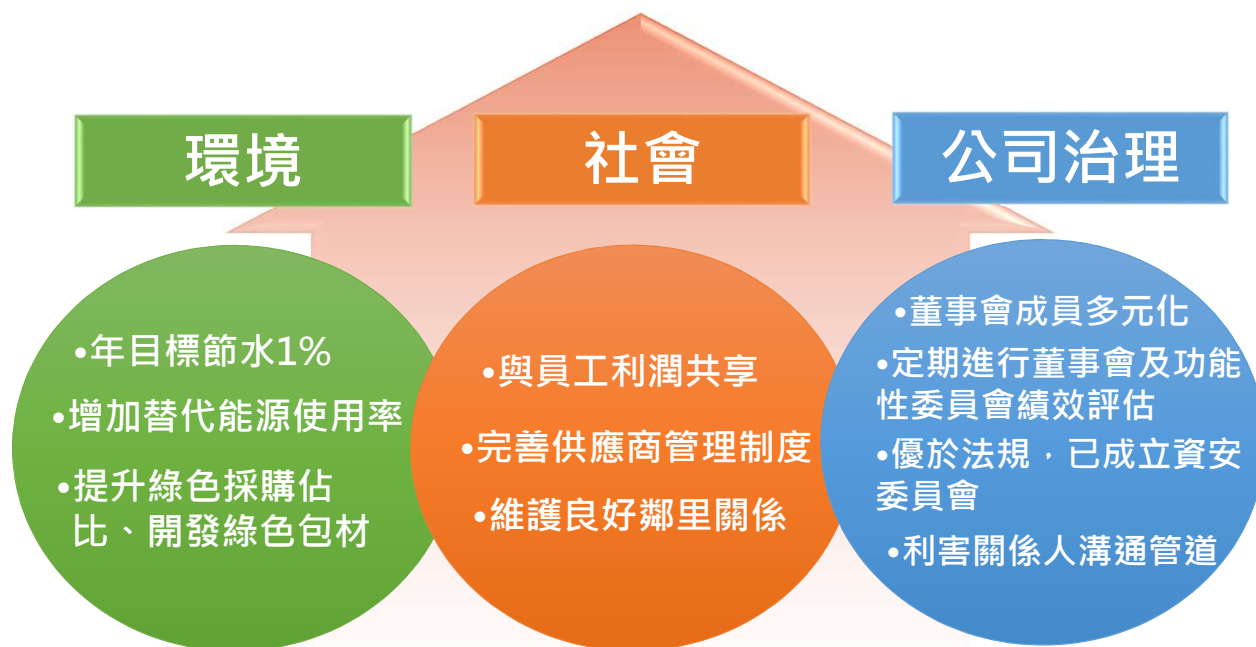 環境
•年目標節水1%
•增加替代能源使用率
•提升綠色採購佔
比、開發綠色包材
社會
•與員工利潤共享
•完善供應商管理制度
•維護良好鄰里關係
公司治理
•董事會成員多元化
•定期進行董事會及功能
性委員會績效評估
•優於法規，已成立資安
委員會
•利害關係人溝通管道